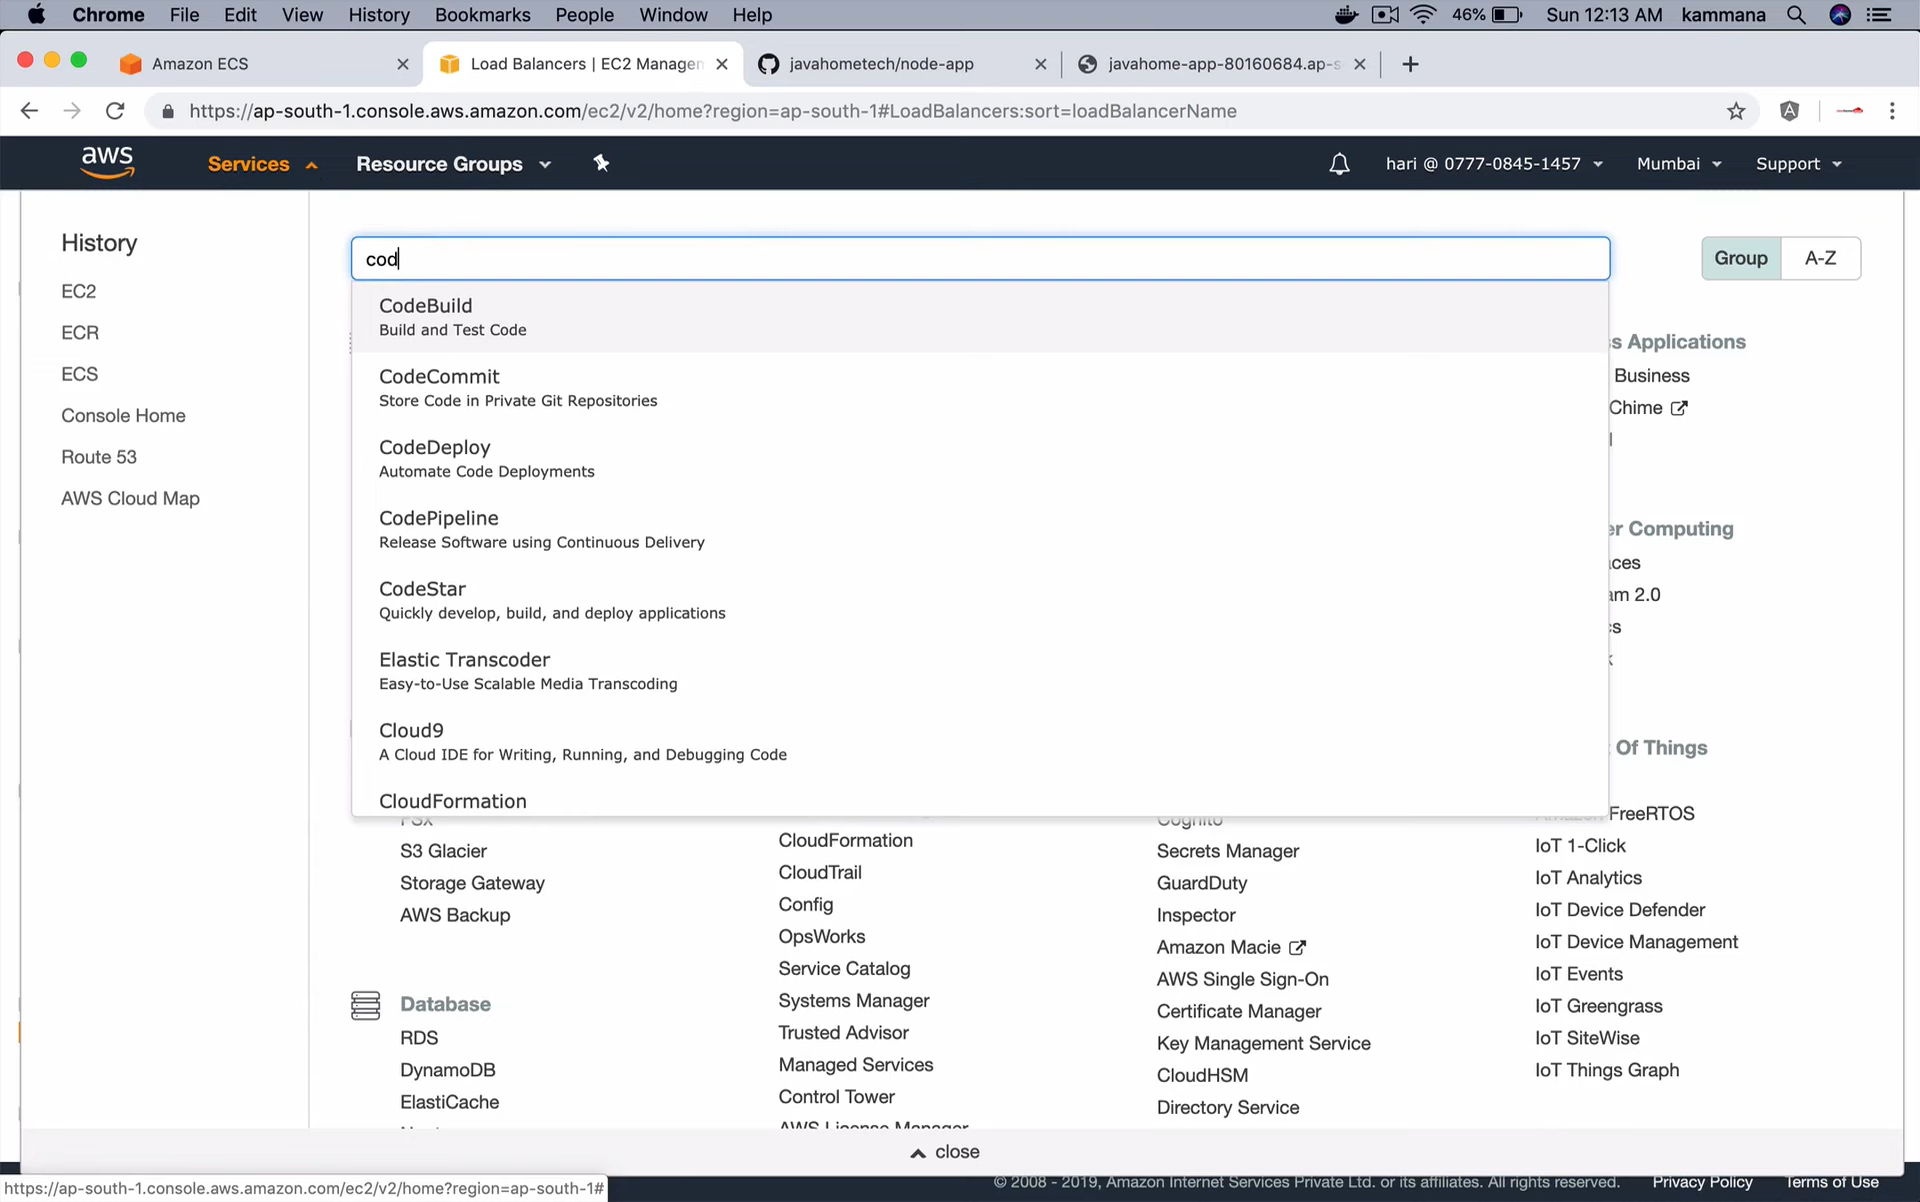 Chrome File Edit View History Bookmarks People Window Help 46% Sun 12:13 AM kammana
Amazon ECS Load Balancers | EC2 Manager javahometech/node-app javahome-app-80160684.ap-s
https://ap-south-1.console.aws.amazon.com/ec2/v2/home?region=ap-south-1#LoadBalancers:sort=loadBalancerName
aws Services Resource Groups hari @ 0777-0845-1457 Mumbai Support
History
EC2
ECR
ECS
Console Home
Route 53
AWS Cloud Map
cod
Group A-Z
CodeBuild
Build and Test Code
CodeCommit
Store Code in Private Git Repositories
CodeDeploy
Automate Code Deployments
CodePipeline
Release Software using Continuous Delivery
CodeStar
Quickly develop, build, and deploy applications
Elastic Transcoder
Easy-to-Use Scalable Media Transcoding
Cloud9
A Cloud IDE for Writing, Running, and Debugging Code
CloudFormation
FSx
S3 Glacier
Storage Gateway
AWS Backup
Database
RDS
DynamoDB
ElastiCache
CloudFormation
CloudTrail
Config
OpsWorks
Service Catalog
Systems Manager
Trusted Advisor
Managed Services
Control Tower
AWS License Manager
Cognito
Secrets Manager
GuardDuty
Inspector
Amazon Macie
AWS Single Sign-On
Certificate Manager
Key Management Service
CloudHSM
Directory Service
s Applications
Business
Chime
er Computing
ces
am 2.0
cs
Of Things
Amazon FreeRTOS
IoT 1-Click
IoT Analytics
IoT Device Defender
IoT Device Management
IoT Events
IoT Greengrass
IoT SiteWise
IoT Things Graph
close
https://ap-south-1.console.aws.amazon.com/ec2/v2/home?region=ap-south-1#
© 2008 - 2019, Amazon Internet Services Private Ltd. or its affiliates. All rights reserved. Privacy Policy Terms of Use